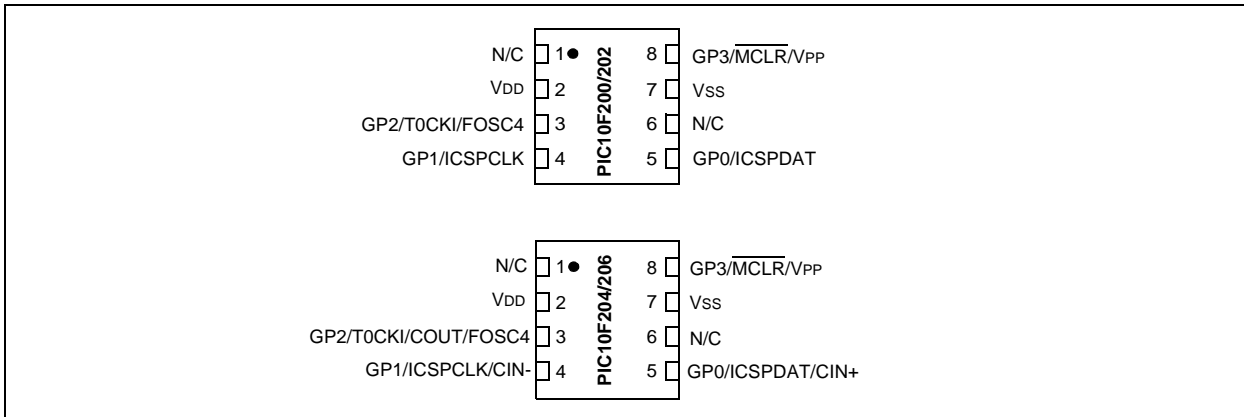 N/C 1 8 GP3/MCLR/VPP
VDD 2 7 VSS
GP2/T0CKI/FOSC4 3 6 N/C
GP1/ICSPCLK 4 5 GP0/ICSPDAT
PIC10F200/202
N/C 1 8 GP3/MCLR/VPP
VDD 2 7 VSS
GP2/T0CKI/COUT/FOSC4 3 6 N/C
GP1/ICSPCLK/CIN- 4 5 GP0/ICSPDAT/CIN+
PIC10F204/206